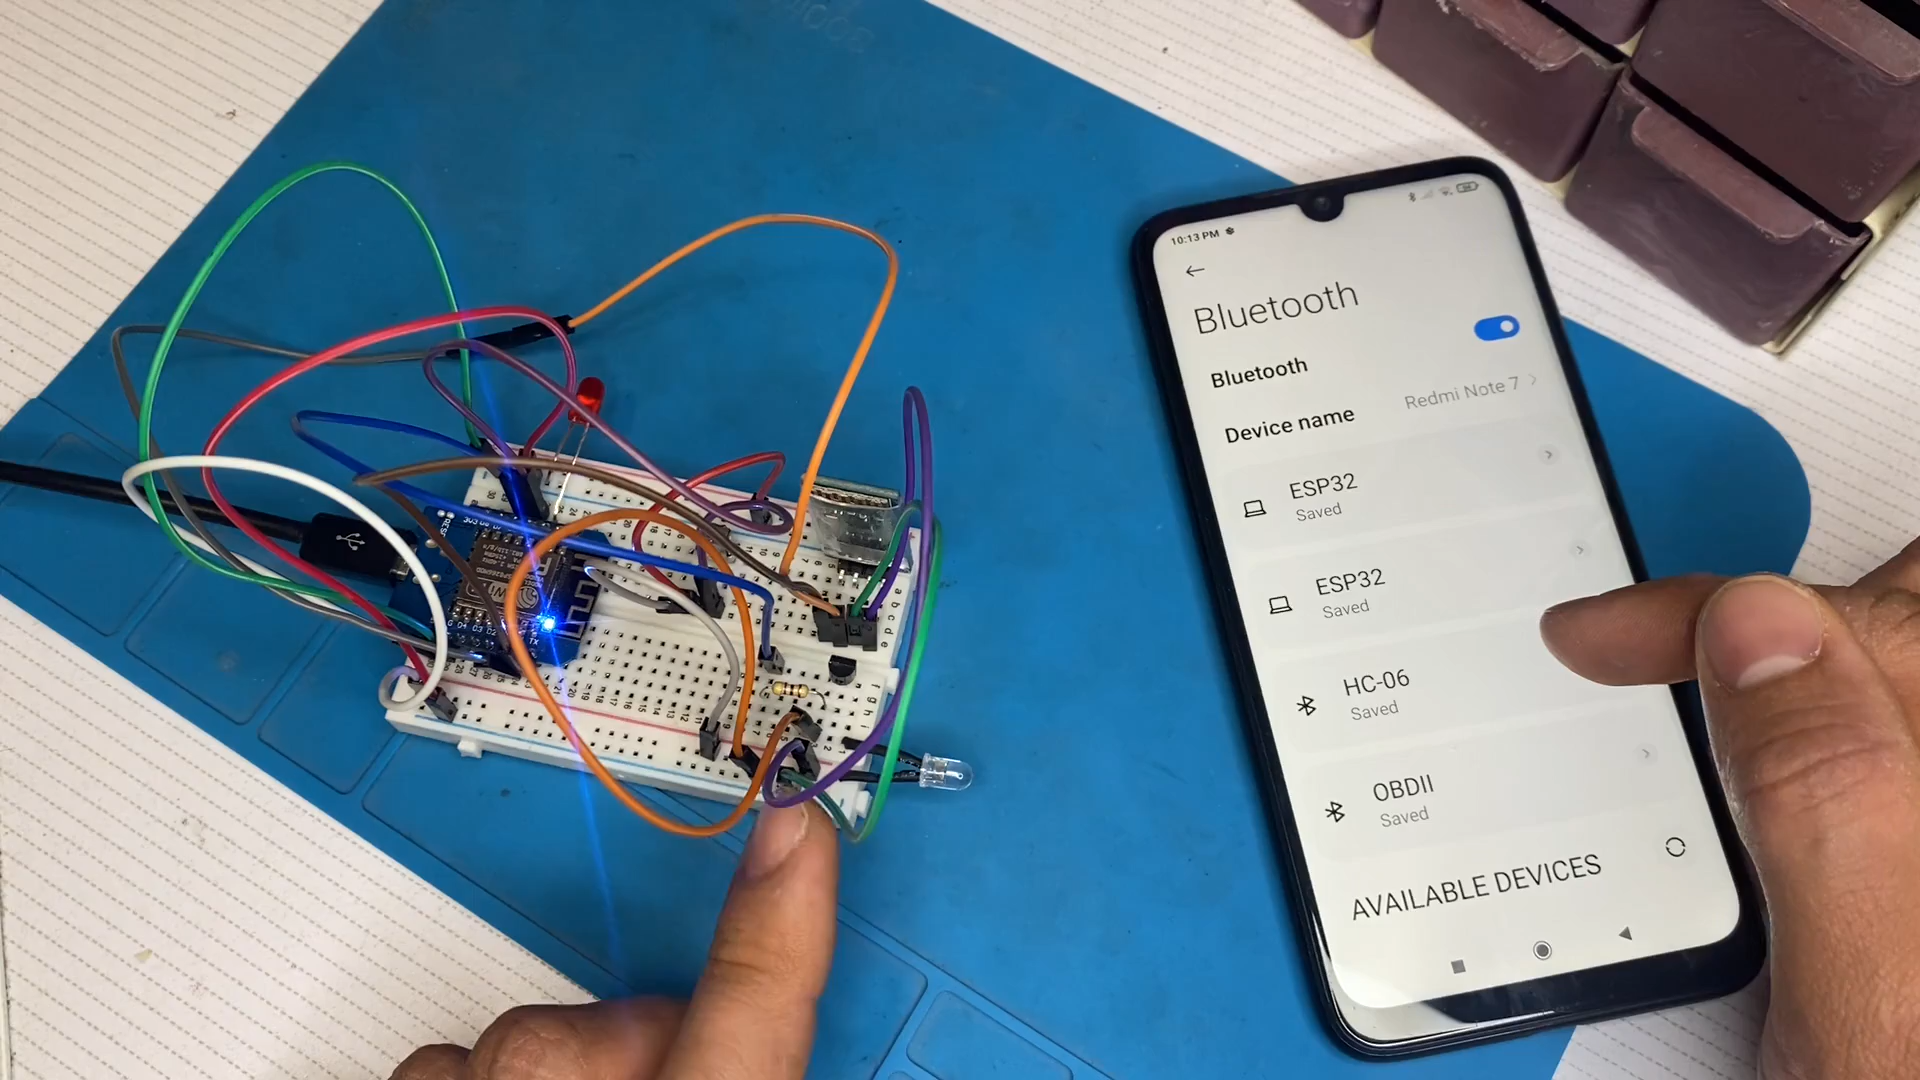 10:13 PM
Bluetooth
Bluetooth
Device name
Redmi Note 7
ESP32
Saved
ESP32
Saved
HC-06
Saved
OBDII
Saved
AVAILABLE DEVICES
TX